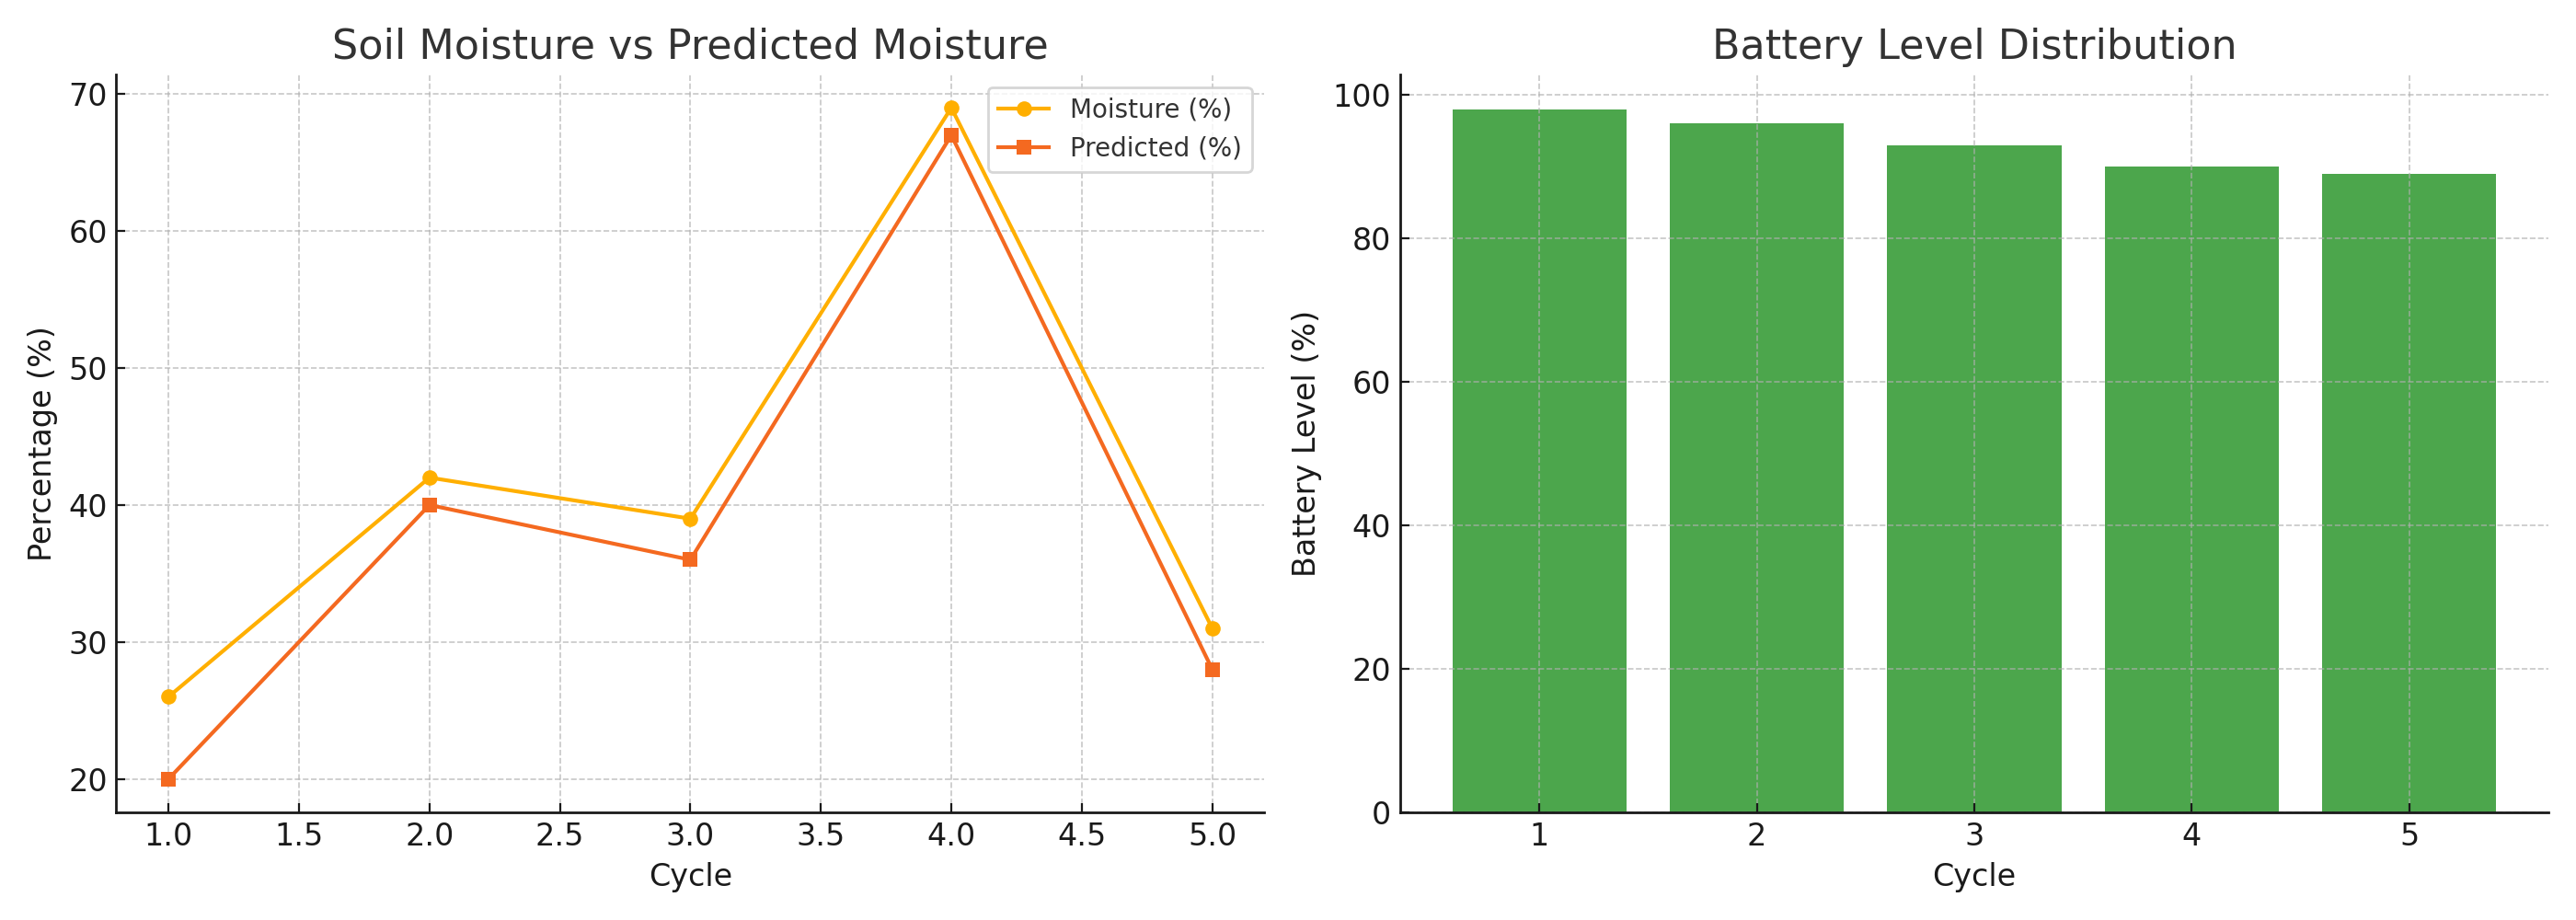 Soil Moisture vs Predicted Moisture
Moisture (%)
Predicted (%)
Percentage (%)
70
60
50
40
30
20
1.0 1.5 2.0 2.5 3.0 3.5 4.0 4.5 5.0
Cycle
Battery Level Distribution
Battery Level (%)
100
80
60
40
20
0
1 2 3 4 5
Cycle